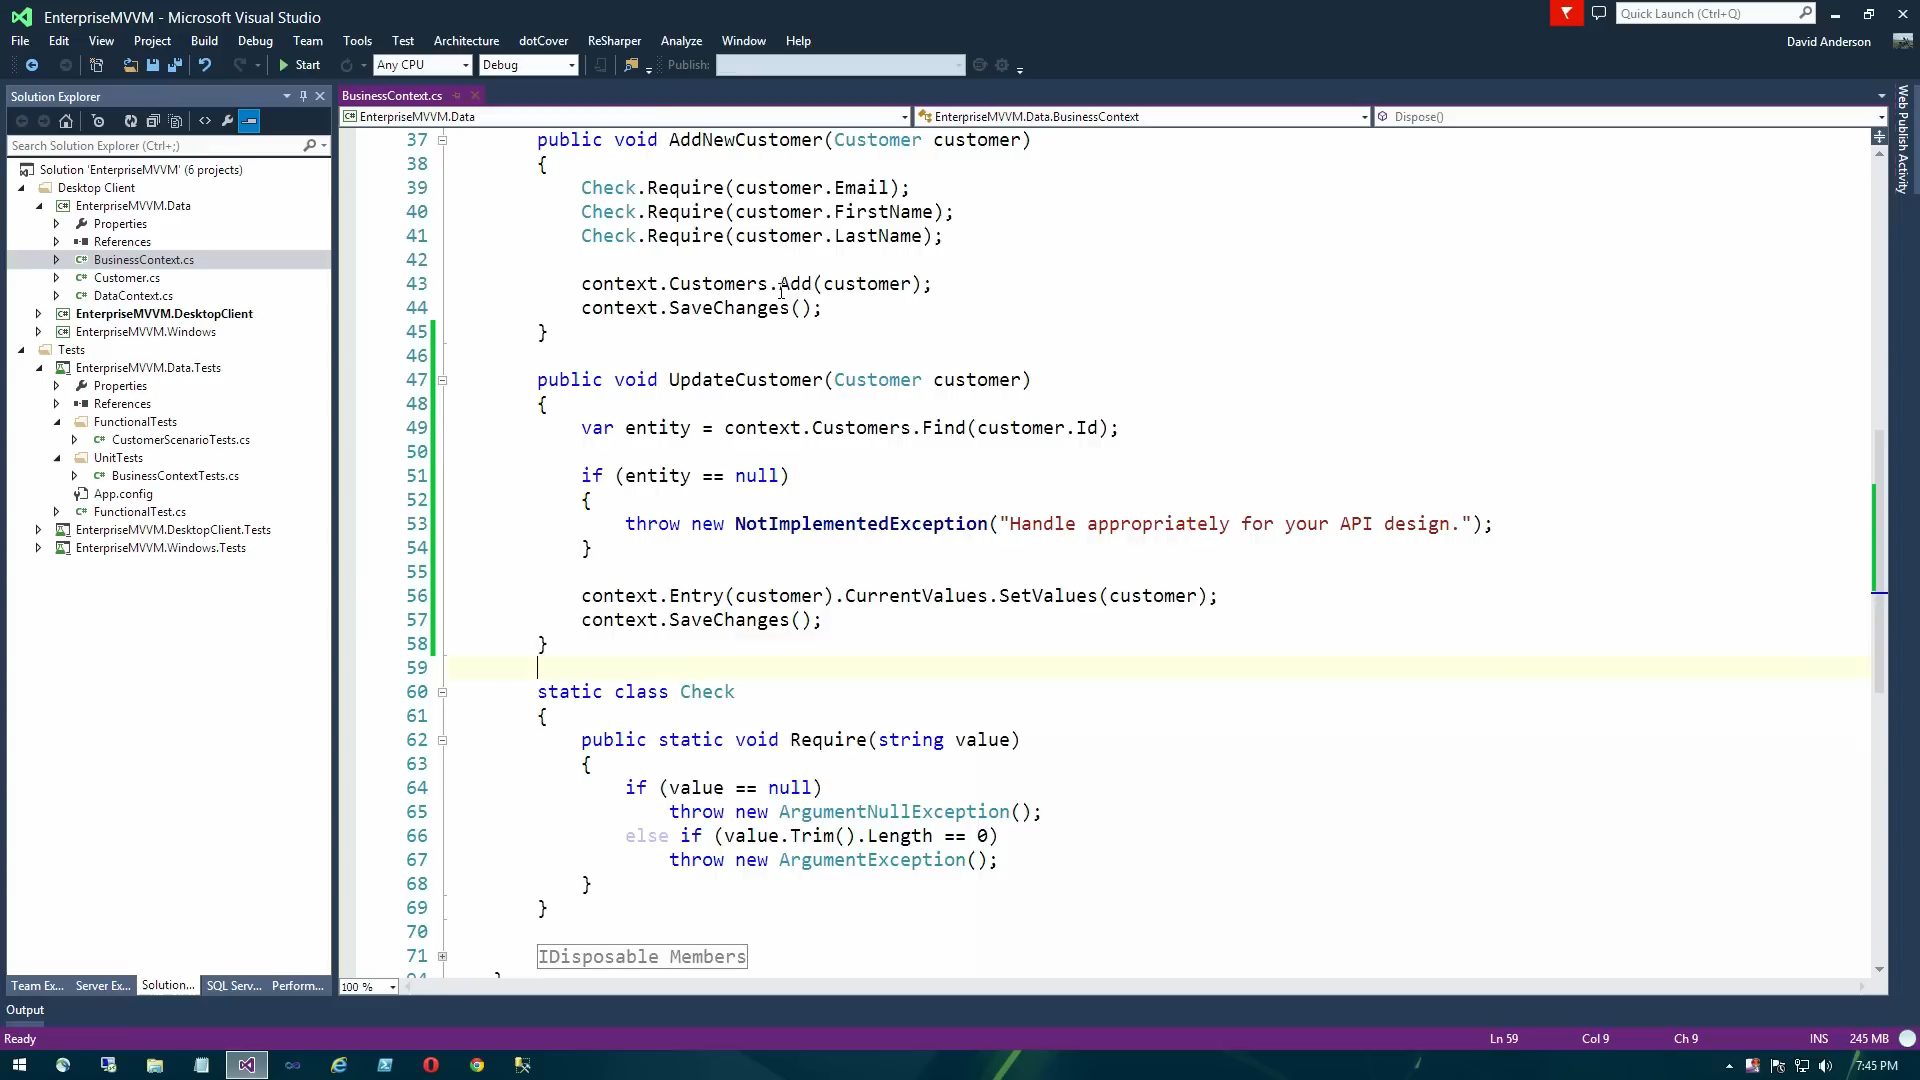 EnterpriseMVVM - Microsoft Visual Studio
Quick Launch (Ctrl+Q)
File Edit View Project Build Debug Team Tools Test Architecture dotCover ReSharper Analyze Window Help
David Anderson
Start Any CPU Debug Publish:
Solution Explorer
BusinessContext.cs
EnterpriseMVVM.Data EnterpriseMVVM.Data.BusinessContext Dispose()
Search Solution Explorer (Ctrl+;)
Solution 'EnterpriseMVVM' (6 projects)
Desktop Client
EnterpriseMVVM.Data
Properties
References
BusinessContext.cs
Customer.cs
DataContext.cs
EnterpriseMVVM.DesktopClient
EnterpriseMVVM.Windows
Tests
EnterpriseMVVM.Data.Tests
Properties
References
FunctionalTests
CustomerScenarioTests.cs
UnitTests
BusinessContextTests.cs
App.config
FunctionalTest.cs
EnterpriseMVVM.DesktopClient.Tests
EnterpriseMVVM.Windows.Tests
Team Ex... Server Ex... Solution... SQL Serv... Perform...
37 public void AddNewCustomer(Customer customer)
38 {
39 Check.Require(customer.Email);
40 Check.Require(customer.FirstName);
41 Check.Require(customer.LastName);
42
43 context.Customers.Add(customer);
44 context.SaveChanges();
45 }
46
47 public void UpdateCustomer(Customer customer)
48 {
49 var entity = context.Customers.Find(customer.Id);
50
51 if (entity == null)
52 {
53 throw new NotImplementedException("Handle appropriately for your API design.");
54 }
55
56 context.Entry(customer).CurrentValues.SetValues(customer);
57 context.SaveChanges();
58 }
59
60 static class Check
61 {
62 public static void Require(string value)
63 {
64 if (value == null)
65 throw new ArgumentNullException();
66 else if (value.Trim().Length == 0)
67 throw new ArgumentException();
68 }
69 }
70
71 IDisposable Members
100 %
Web Publish Activity
Output
Ready Ln 59 Col 9 Ch 9 INS 245 MB
7:45 PM